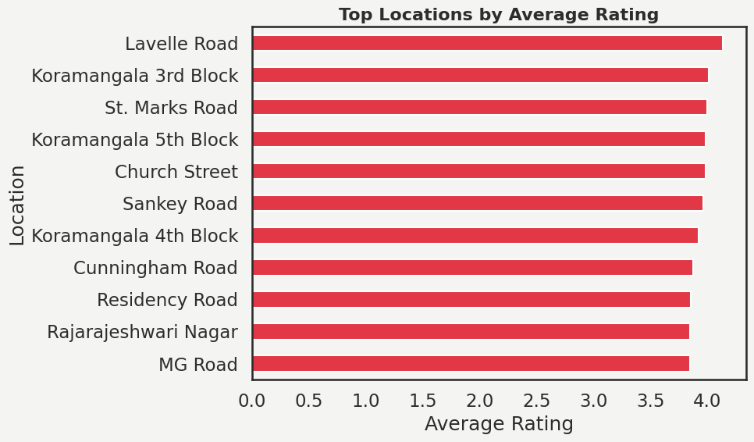 Top Locations by Average Rating
Location
Lavelle Road
Koramangala 3rd Block
St. Marks Road
Koramangala 5th Block
Church Street
Sankey Road
Koramangala 4th Block
Cunningham Road
Residency Road
Rajarajeshwari Nagar
MG Road
0.0 0.5 1.0 1.5 2.0 2.5 3.0 3.5 4.0
Average Rating